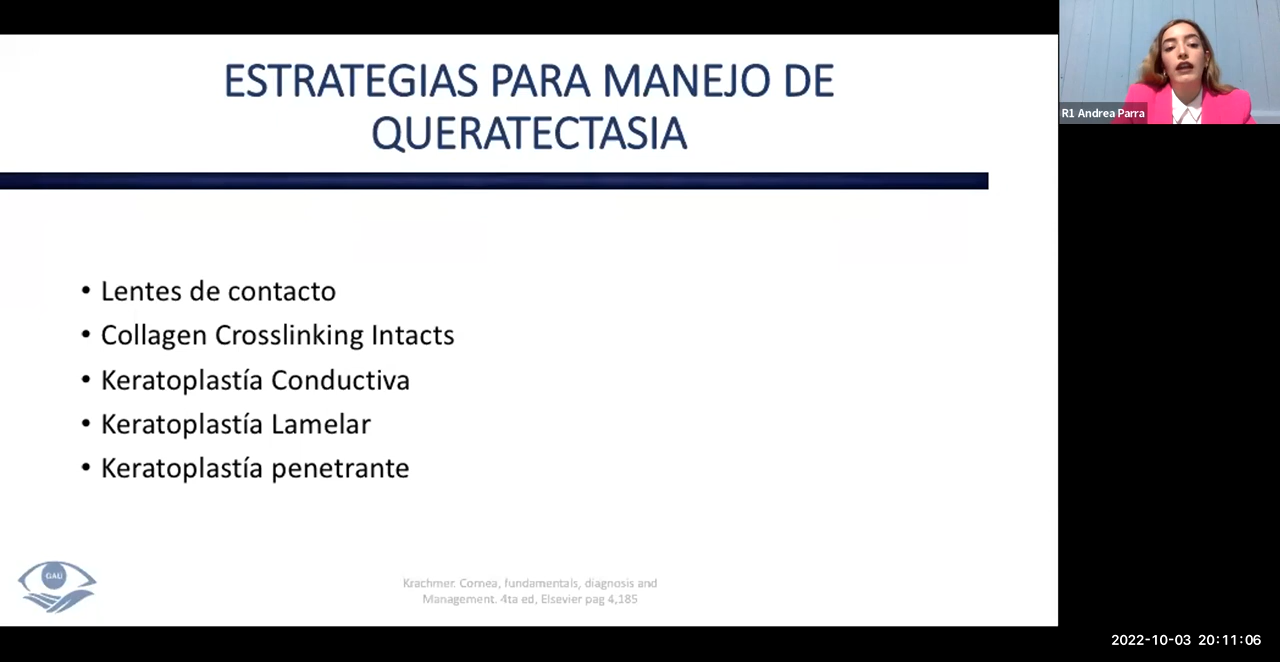 ESTRATEGIAS PARA MANEJO DE
QUERATECTASIA
• Lentes de contacto
• Collagen Crosslinking Intacts
• Keratoplastía Conductiva
• Keratoplastía Lamelar
• Keratoplastía penetrante
GAU
Krachmer. Cornea, fundamentals, diagnosis and
Management. 4ta ed, Elsevier pag 4,185
R1 Andrea Parra
2022-10-03 20:11:06